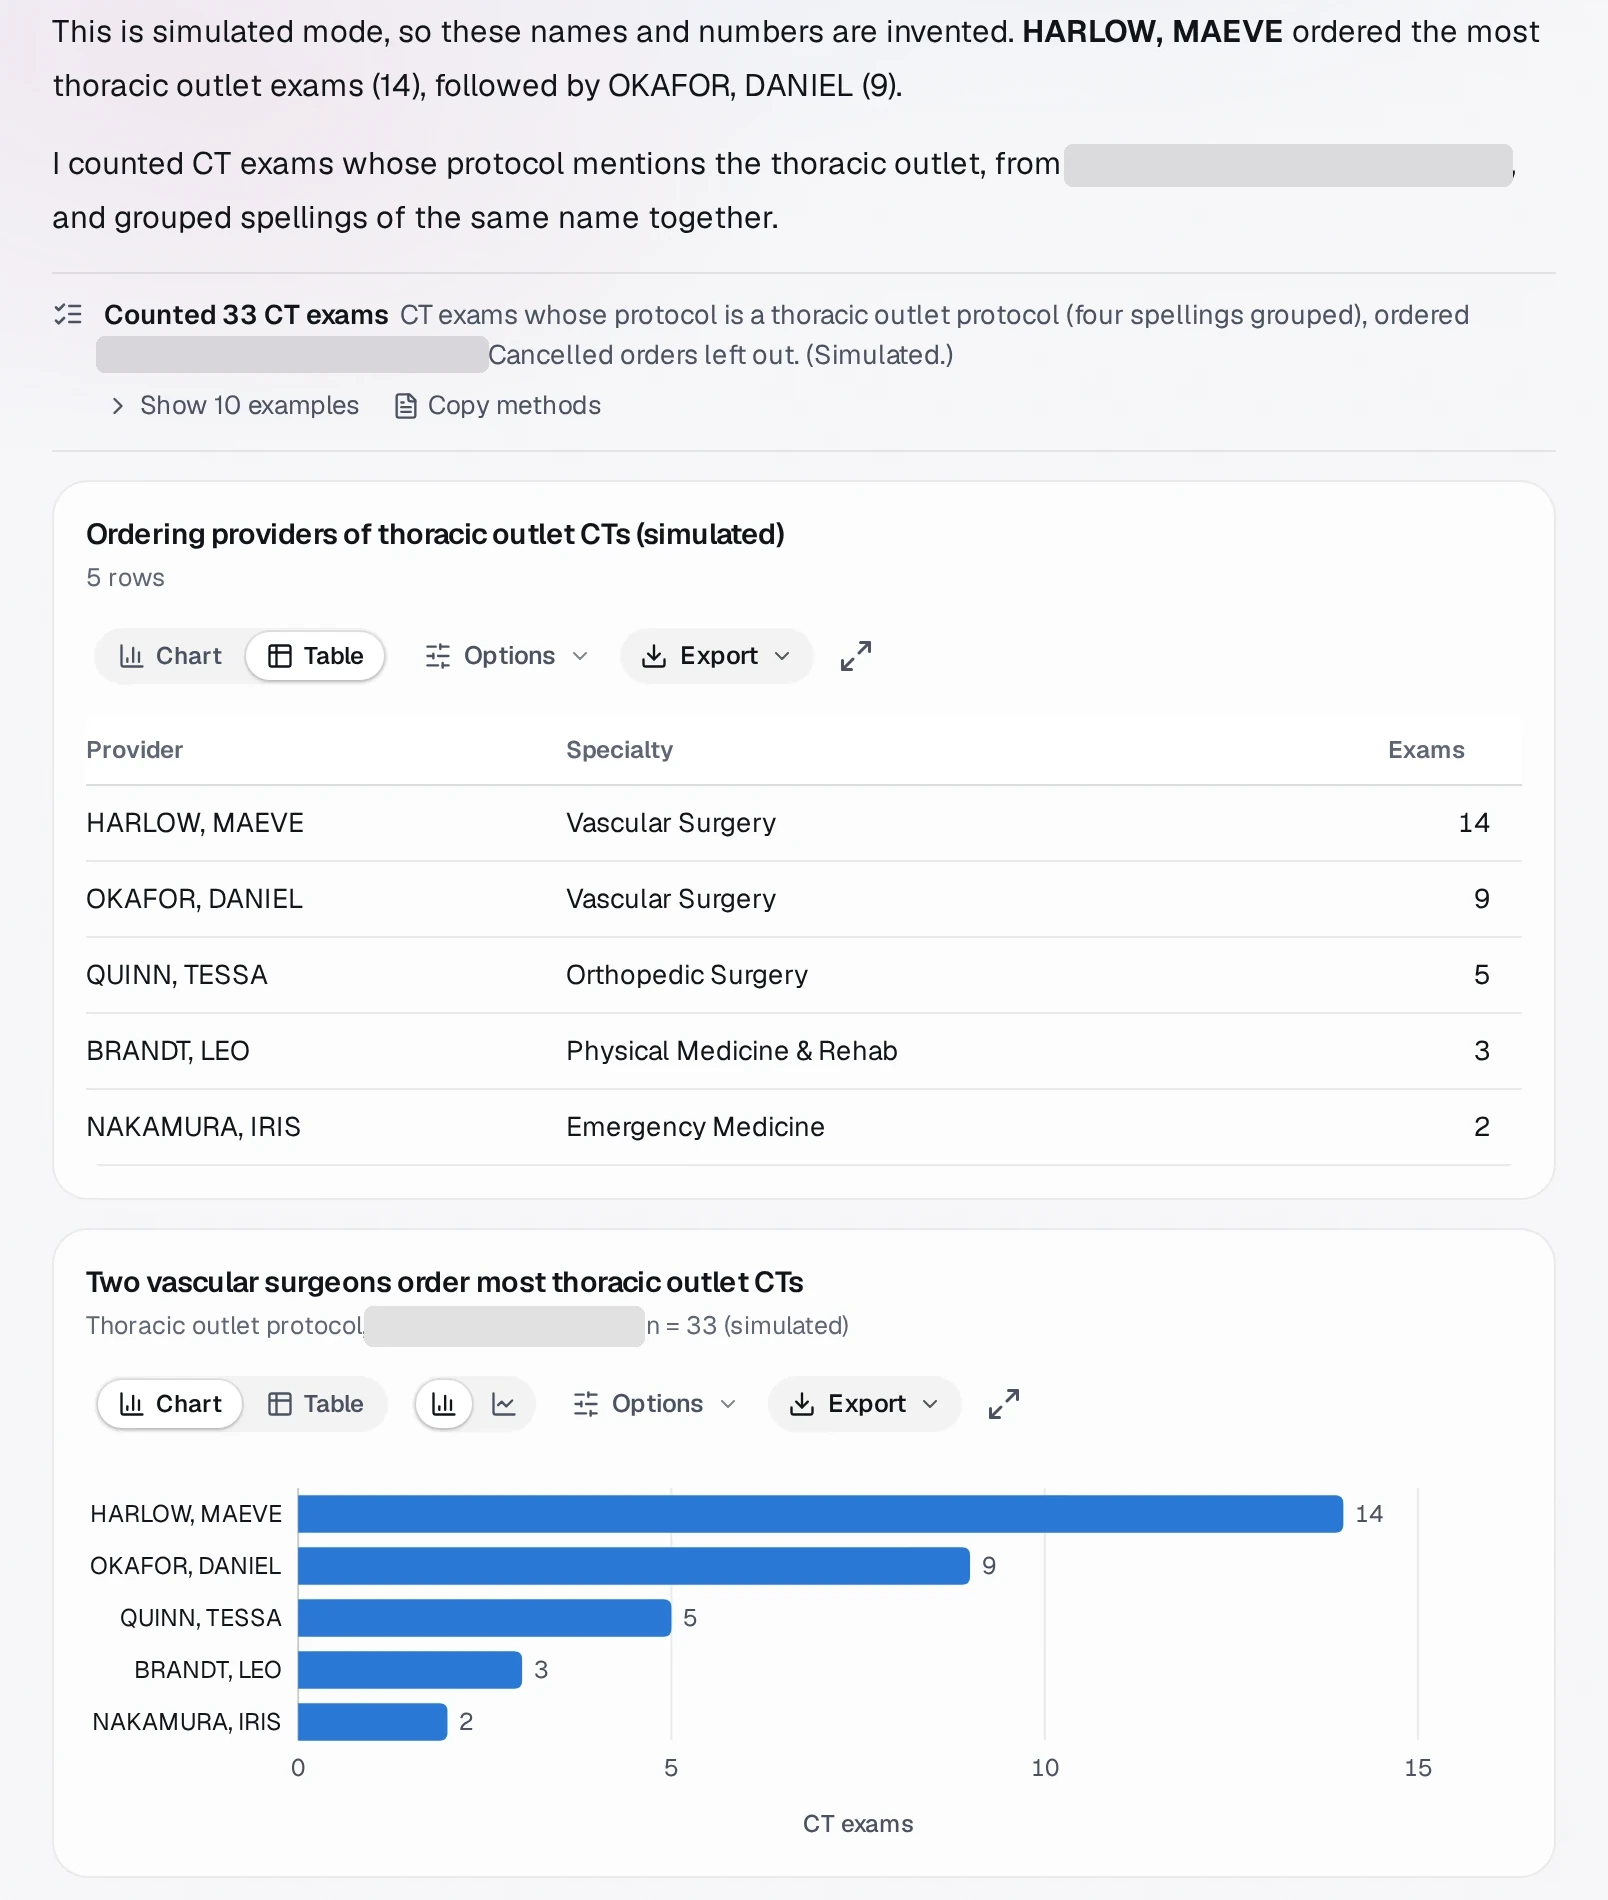 This is simulated mode, so these names and numbers are invented. HARLOW, MAEVE ordered the most
thoracic outlet exams (14), followed by OKAFOR, DANIEL (9).
I counted CT exams whose protocol mentions the thoracic outlet, from ,
and grouped spellings of the same name together.
Counted 33 CT exams CT exams whose protocol is a thoracic outlet protocol (four spellings grouped), ordered
Cancelled orders left out. (Simulated.)
Show 10 examples Copy methods
Ordering providers of thoracic outlet CTs (simulated)
5 rows
Chart Table Options Export
Provider Specialty Exams
HARLOW, MAEVE Vascular Surgery 14
OKAFOR, DANIEL Vascular Surgery 9
QUINN, TESSA Orthopedic Surgery 5
BRANDT, LEO Physical Medicine & Rehab 3
NAKAMURA, IRIS Emergency Medicine 2
Two vascular surgeons order most thoracic outlet CTs
Thoracic outlet protocol, n = 33 (simulated)
Chart Table Options Export
HARLOW, MAEVE 14
OKAFOR, DANIEL 9
QUINN, TESSA 5
BRANDT, LEO 3
NAKAMURA, IRIS 2
0 5 10 15
CT exams